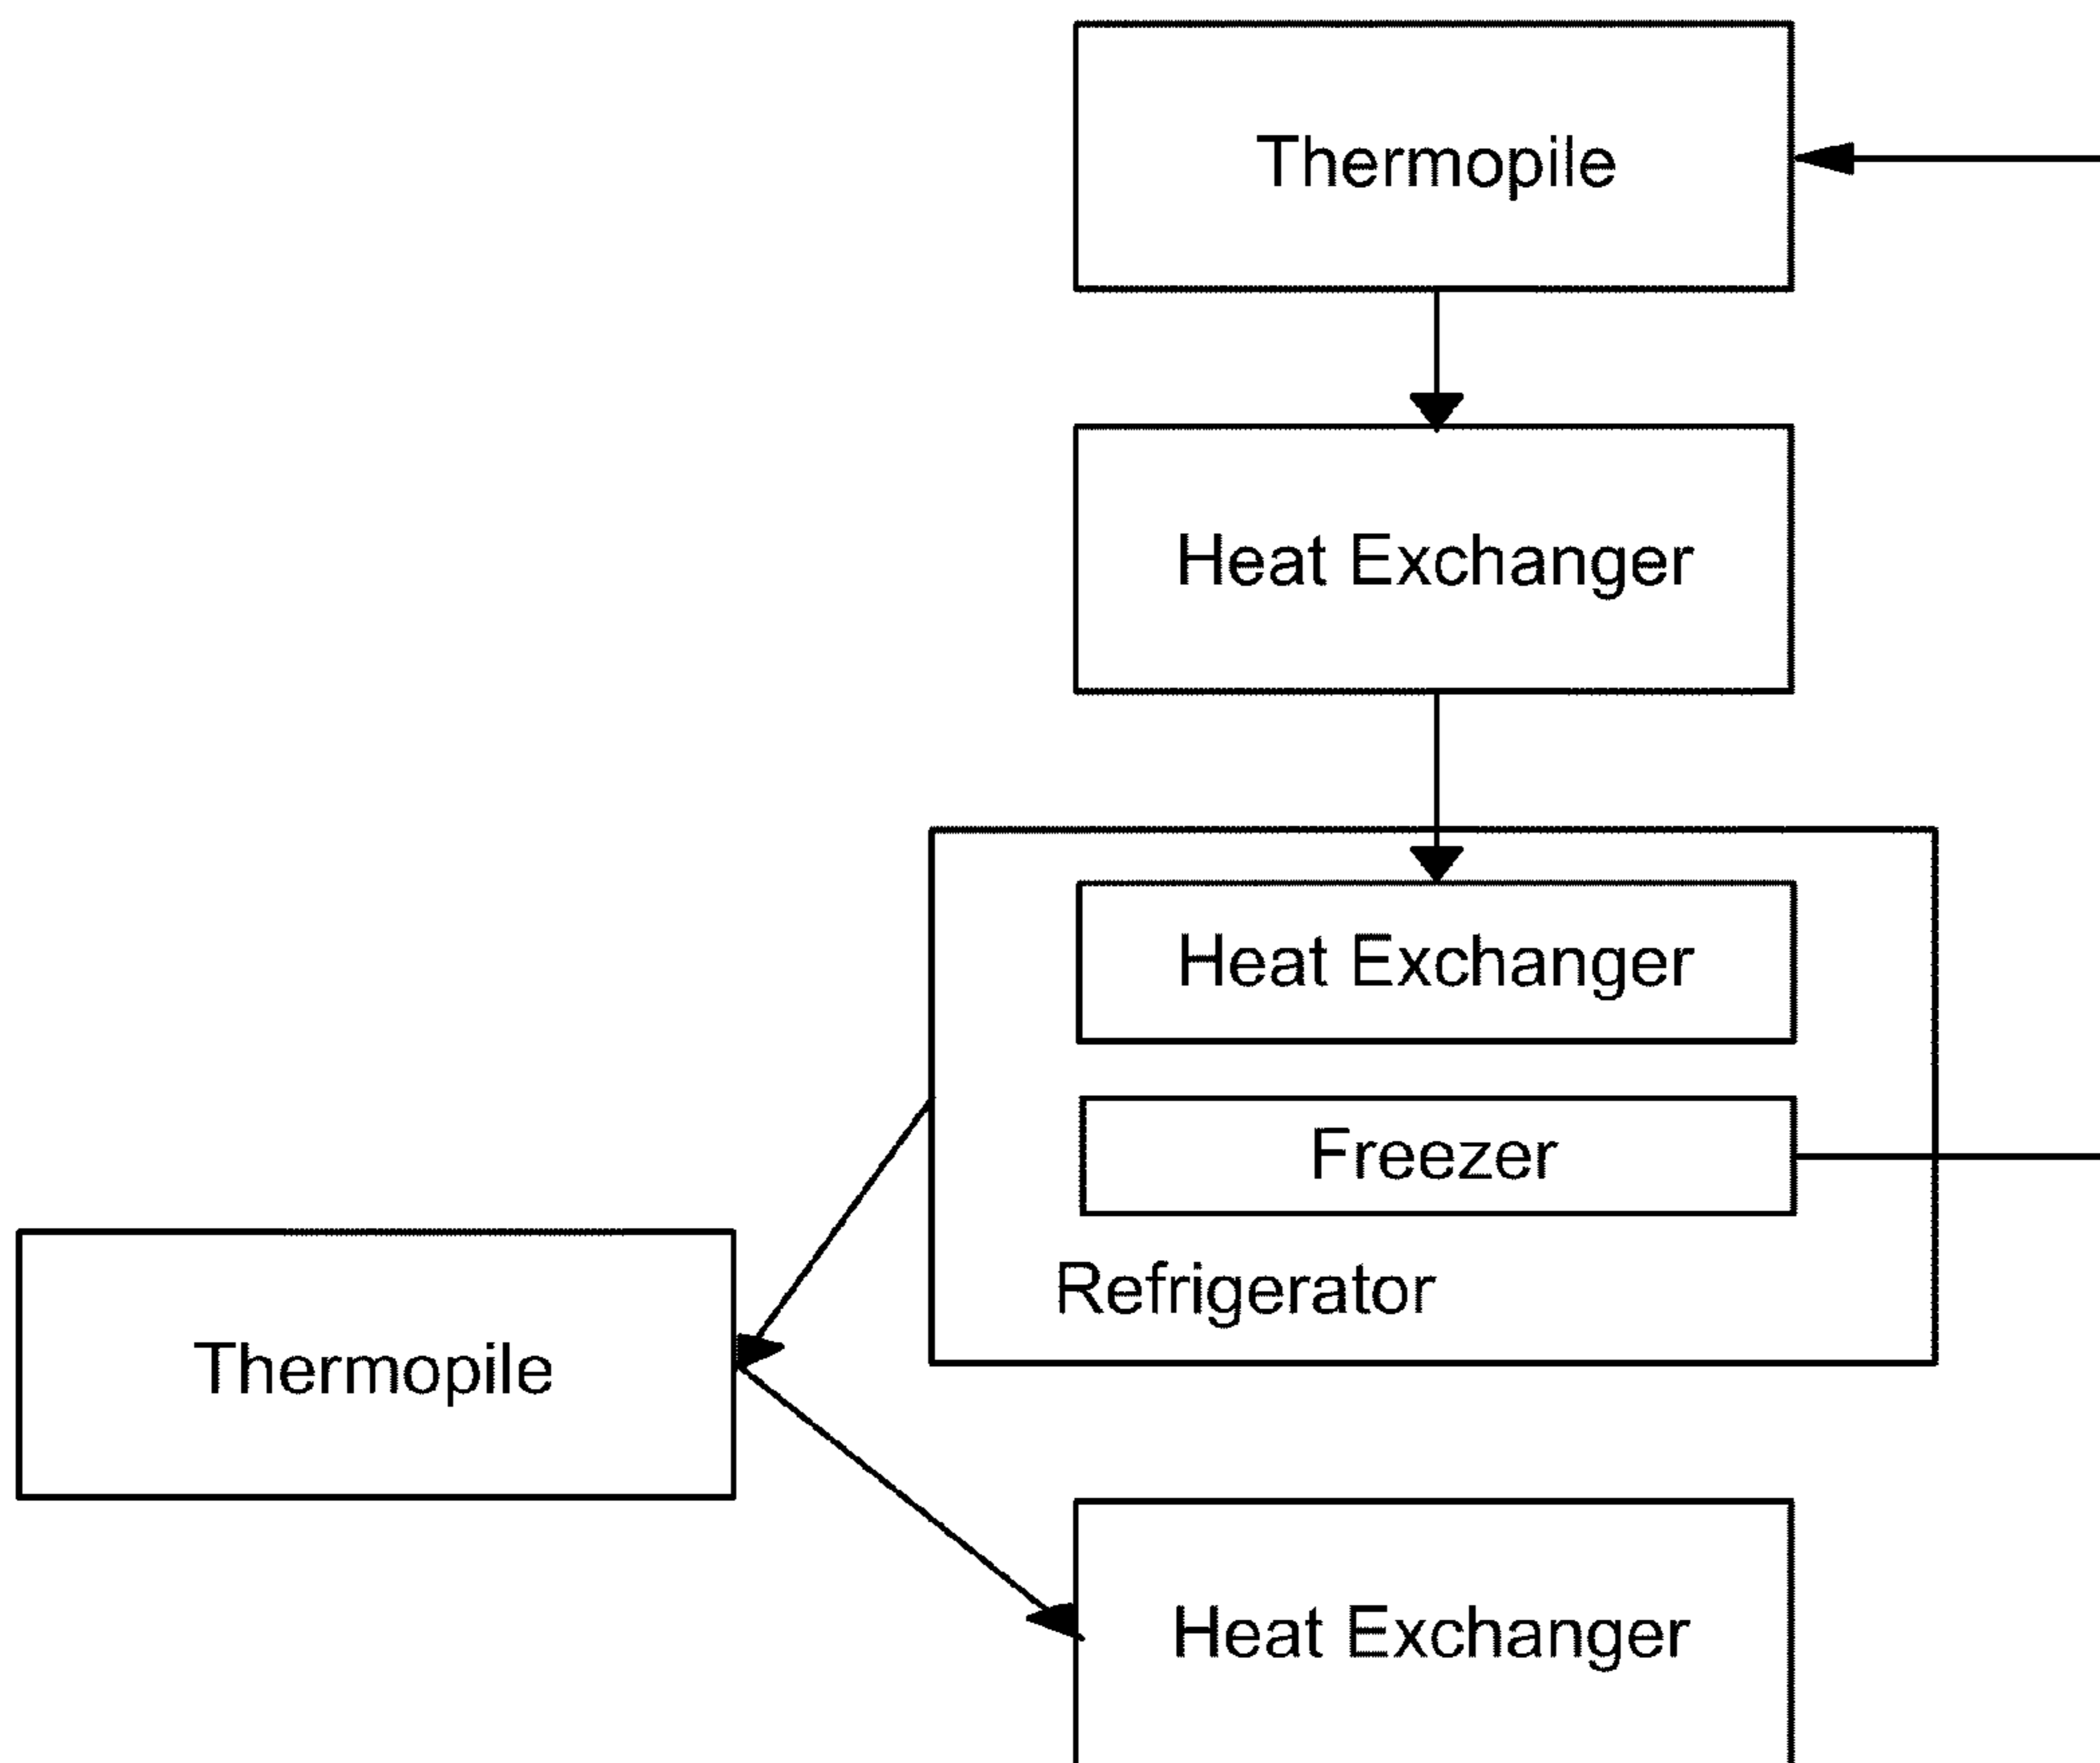 Thermopile
Heat Exchanger
Heat Exchanger
Freezer
Refrigerator
Thermopile
Heat Exchanger